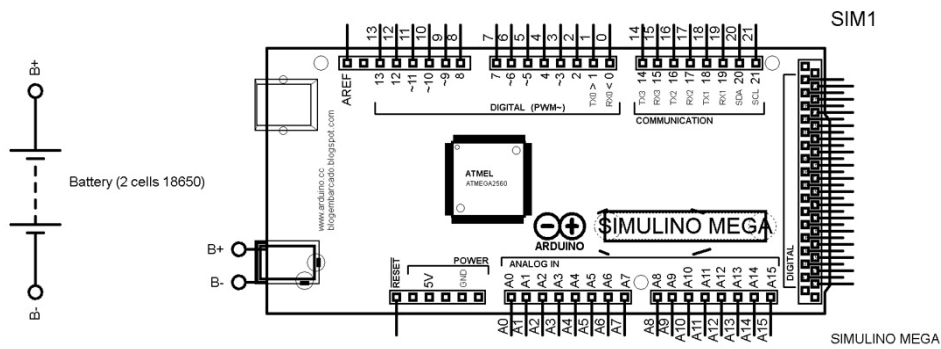 SIM1
B+
Battery (2 cells 18650)
B-
B+
B-
13
12
11
10
9
8
7
6
5
4
3
2
1
0
14
15
16
17
18
19
20
21
AREF
13
12
~11
~10
~9
8
7
~6
~5
4
~3
2
TX0 > 1
RX0 < 0
TX3 14
RX3 15
TX2 16
RX2 17
TX1 18
RX1 19
SDA 20
SCL 21
DIGITAL (PWM~)
COMMUNICATION
www.arduino.cc
blogembarcado.blogspot.com
ATMEL
ATMEGA2560
ARDUINO
SIMULINO MEGA
DIGITAL
POWER
ANALOG IN
RESET
5V
GND
A0
A1
A2
A3
A4
A5
A6
A7
A8
A9
A10
A11
A12
A13
A14
A15
A0
A1
A2
A3
A4
A5
A6
A7
A8
A9
A10
A11
A12
A13
A14
A15
SIMULINO MEGA